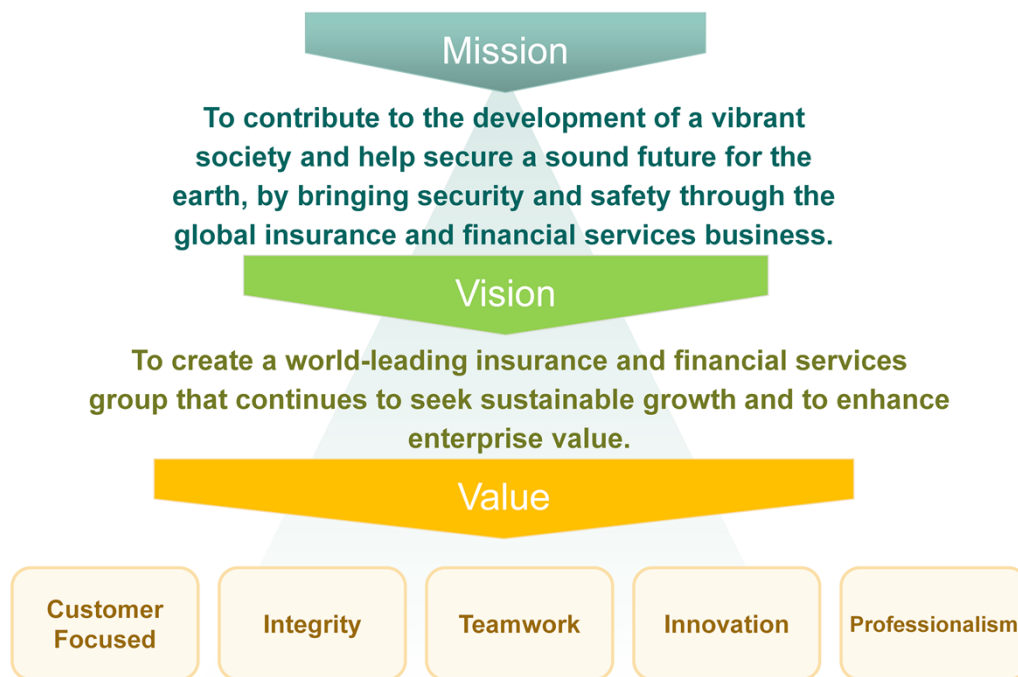 Mission
To contribute to the development of a vibrant
society and help secure a sound future for the
earth, by bringing security and safety through the
global insurance and financial services business.
Vision
To create a world-leading insurance and financial services
group that continues to seek sustainable growth and to enhance
enterprise value.
Value
Customer
Focused
Integrity
Teamwork
Innovation
Professionalism